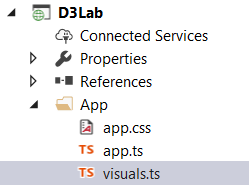 D3Lab
Connected Services
Properties
References
App
app.css
TS app.ts
TS visuals.ts